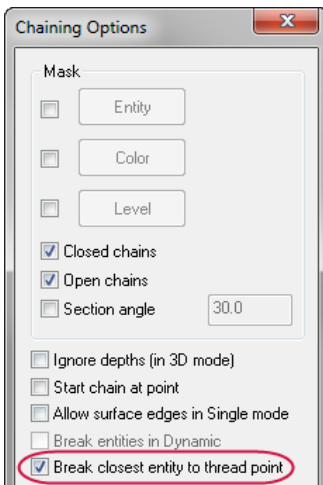 Chaining Options
Mask
Entity
Color
Level
Closed chains
Open chains
Section angle 30.0
Ignore depths (in 3D mode)
Start chain at point
Allow surface edges in Single mode
Break entities in Dynamic
Break closest entity to thread point